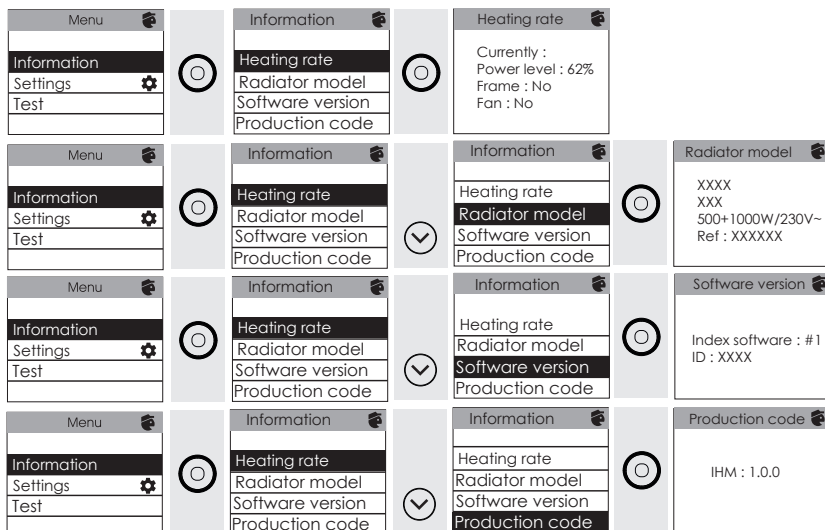 Menu
Information
Settings
Test
Information
Heating rate
Radiator model
Software version
Production code
Heating rate
Currently :
Power level : 62%
Frame : No
Fan : No
Menu
Information
Settings
Test
Information
Heating rate
Radiator model
Software version
Production code
Information
Heating rate
Radiator model
Software version
Production code
Radiator model
XXXX
XXX
500+1000W/230V~
Ref : XXXXXX
Menu
Information
Settings
Test
Information
Heating rate
Radiator model
Software version
Production code
Information
Heating rate
Radiator model
Software version
Production code
Software version
Index software : #1
ID : XXXX
Menu
Information
Settings
Test
Information
Heating rate
Radiator model
Software version
Production code
Information
Heating rate
Radiator model
Software version
Production code
Production code
IHM : 1.0.0